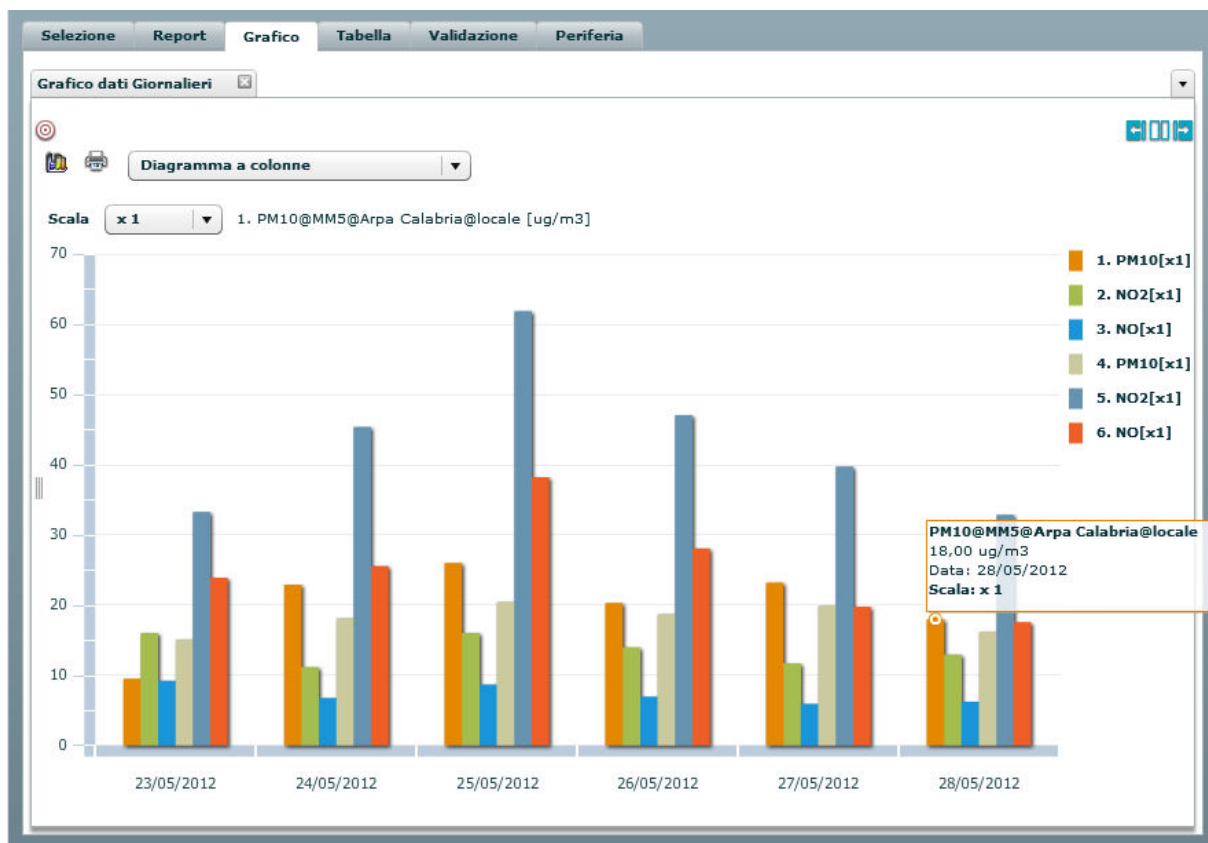 Selezione Report Grafico Tabella Validazione Periferia
Grafico dati Giornalieri
Diagramma a colonne
Scala x 1 1. PM10@MM5@Arpa Calabria@locale [ug/m3]
70
60
50
40
30
20
10
0
1. PM10[x1]
2. NO2[x1]
3. NO[x1]
4. PM10[x1]
5. NO2[x1]
6. NO[x1]
PM10@MM5@Arpa Calabria@locale
18,00 ug/m3
Data: 28/05/2012
Scala: x 1
23/05/2012 24/05/2012 25/05/2012 26/05/2012 27/05/2012 28/05/2012